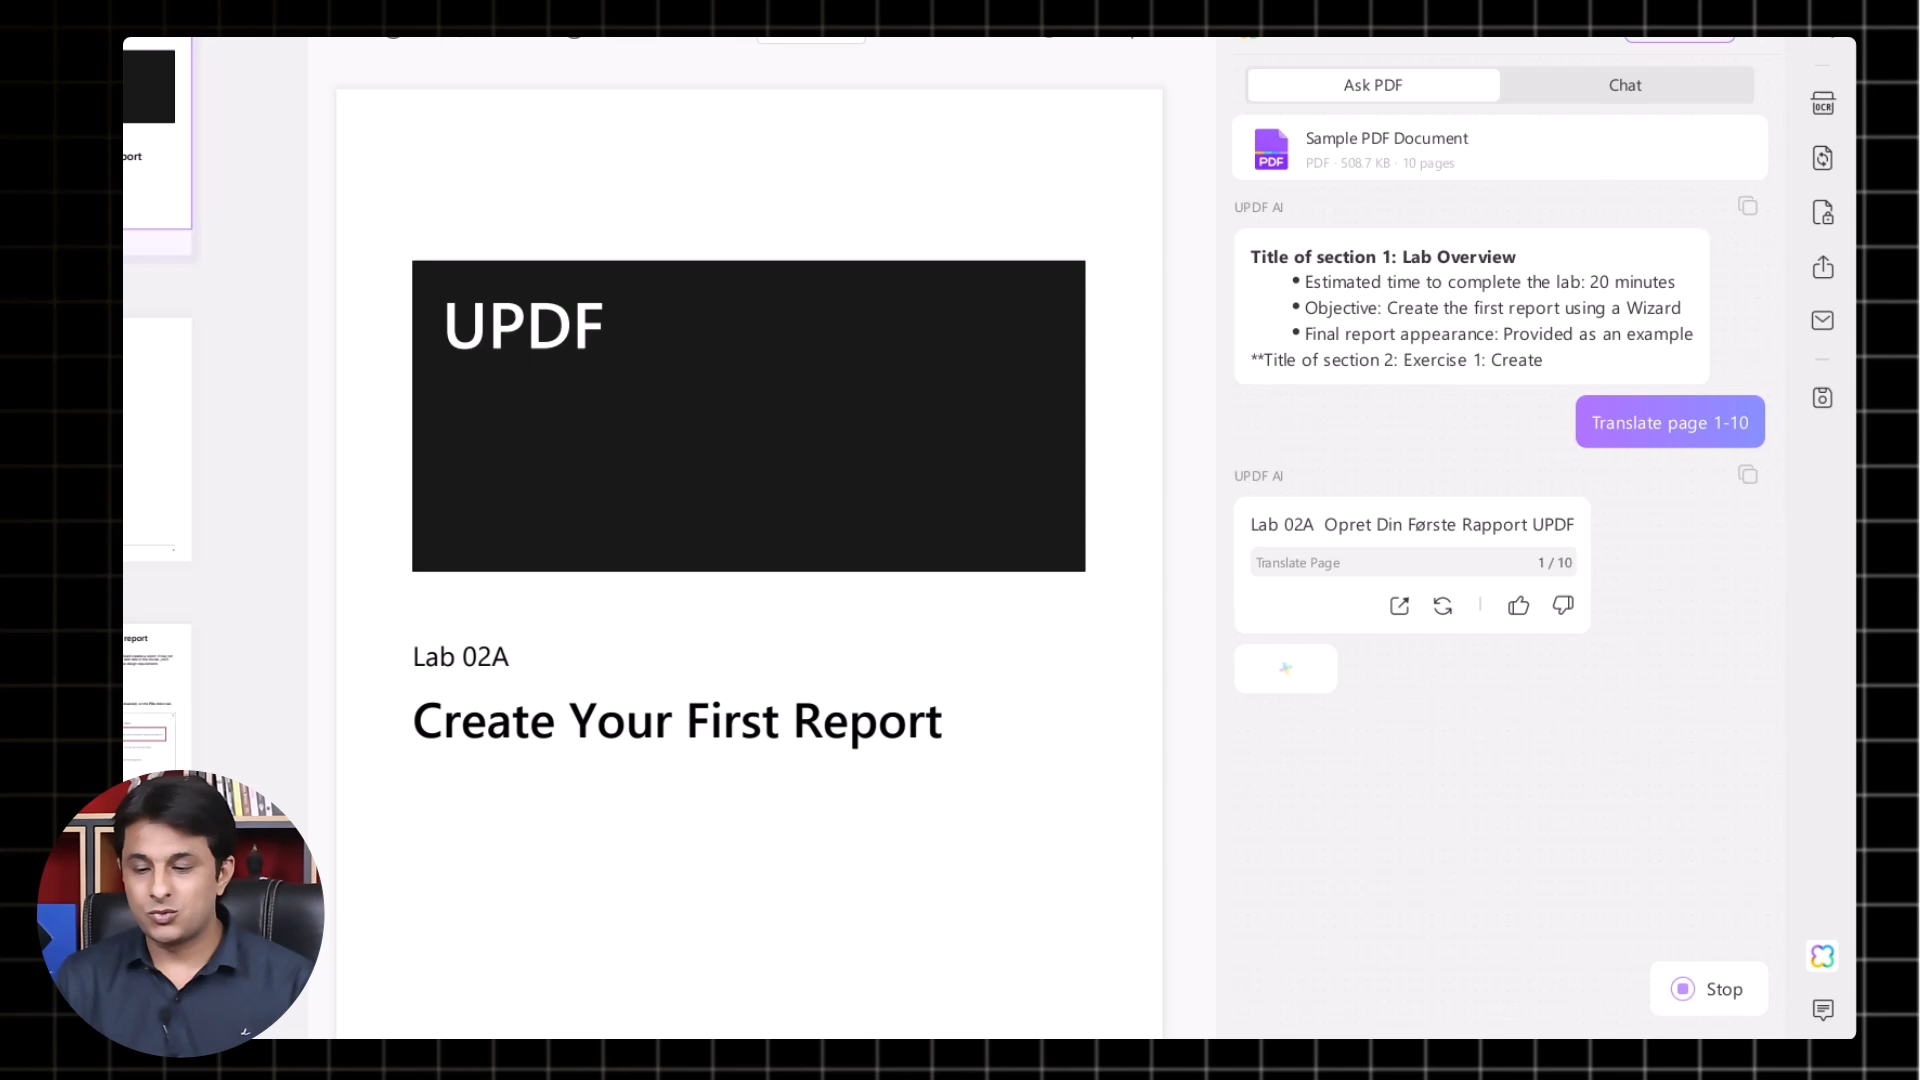 port
report
UPDF
Lab 02A
Create Your First Report
Ask PDF
Chat
PDF
Sample PDF Document
PDF · 508.7 KB · 10 pages
UPDF AI
Title of section 1: Lab Overview
• Estimated time to complete the lab: 20 minutes
• Objective: Create the first report using a Wizard
• Final report appearance: Provided as an example
**Title of section 2: Exercise 1: Create
Translate page 1-10
UPDF AI
Lab 02A Opret Din Første Rapport UPDF
Translate Page 1 / 10
Stop
OCR